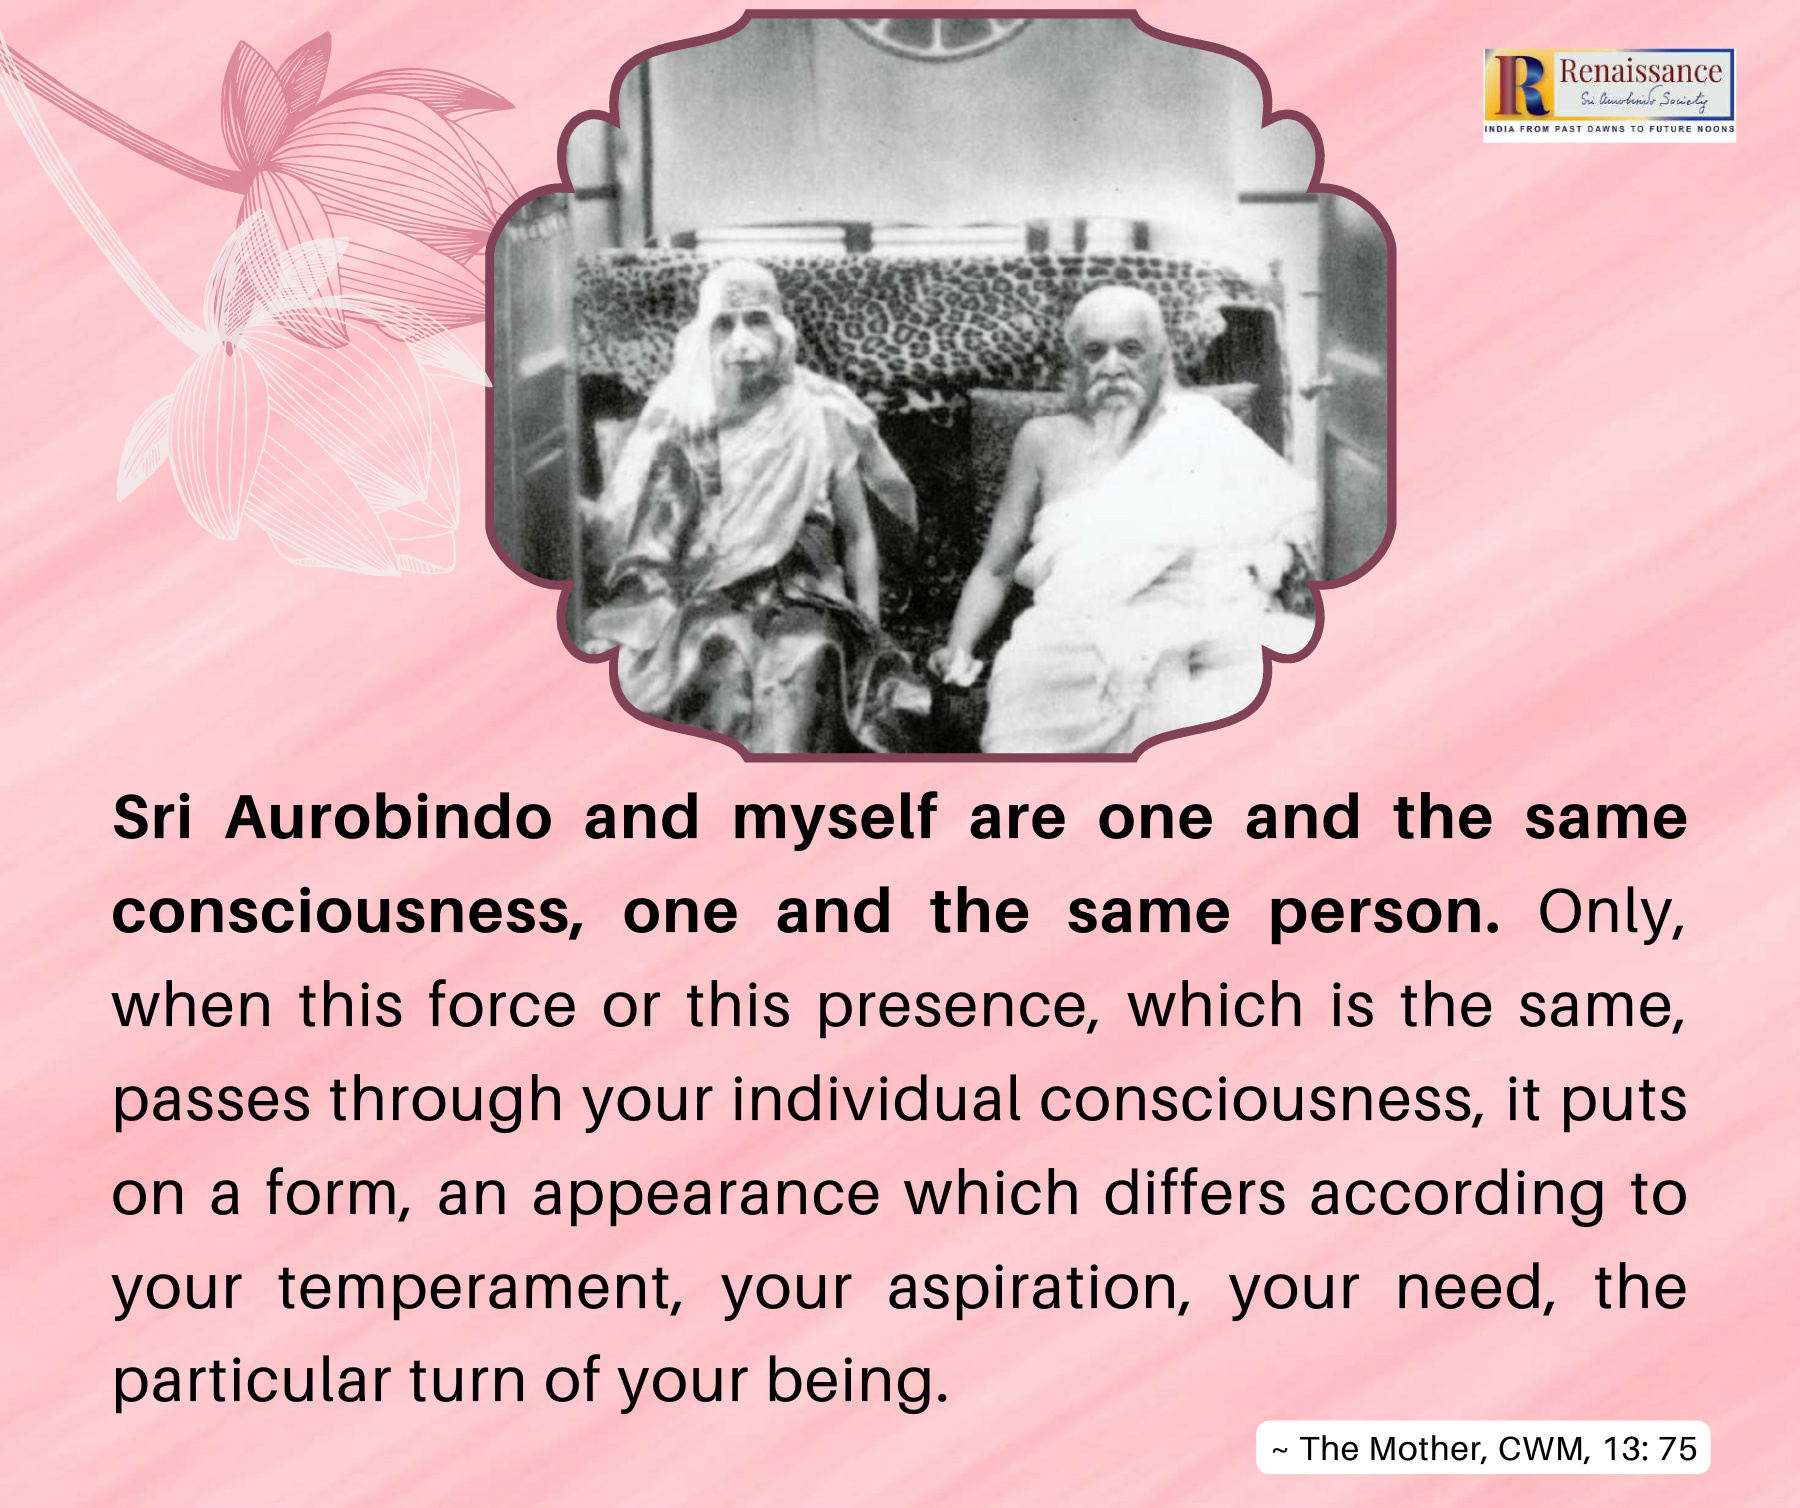 R Renaissance
Sri Aurobindo Society
INDIA FROM PAST DAWNS TO FUTURE NOONS
Sri Aurobindo and myself are one and the same
consciousness, one and the same person. Only,
when this force or this presence, which is the same,
passes through your individual consciousness, it puts
on a form, an appearance which differs according to
your temperament, your aspiration, your need, the
particular turn of your being.
~ The Mother, CWM, 13: 75